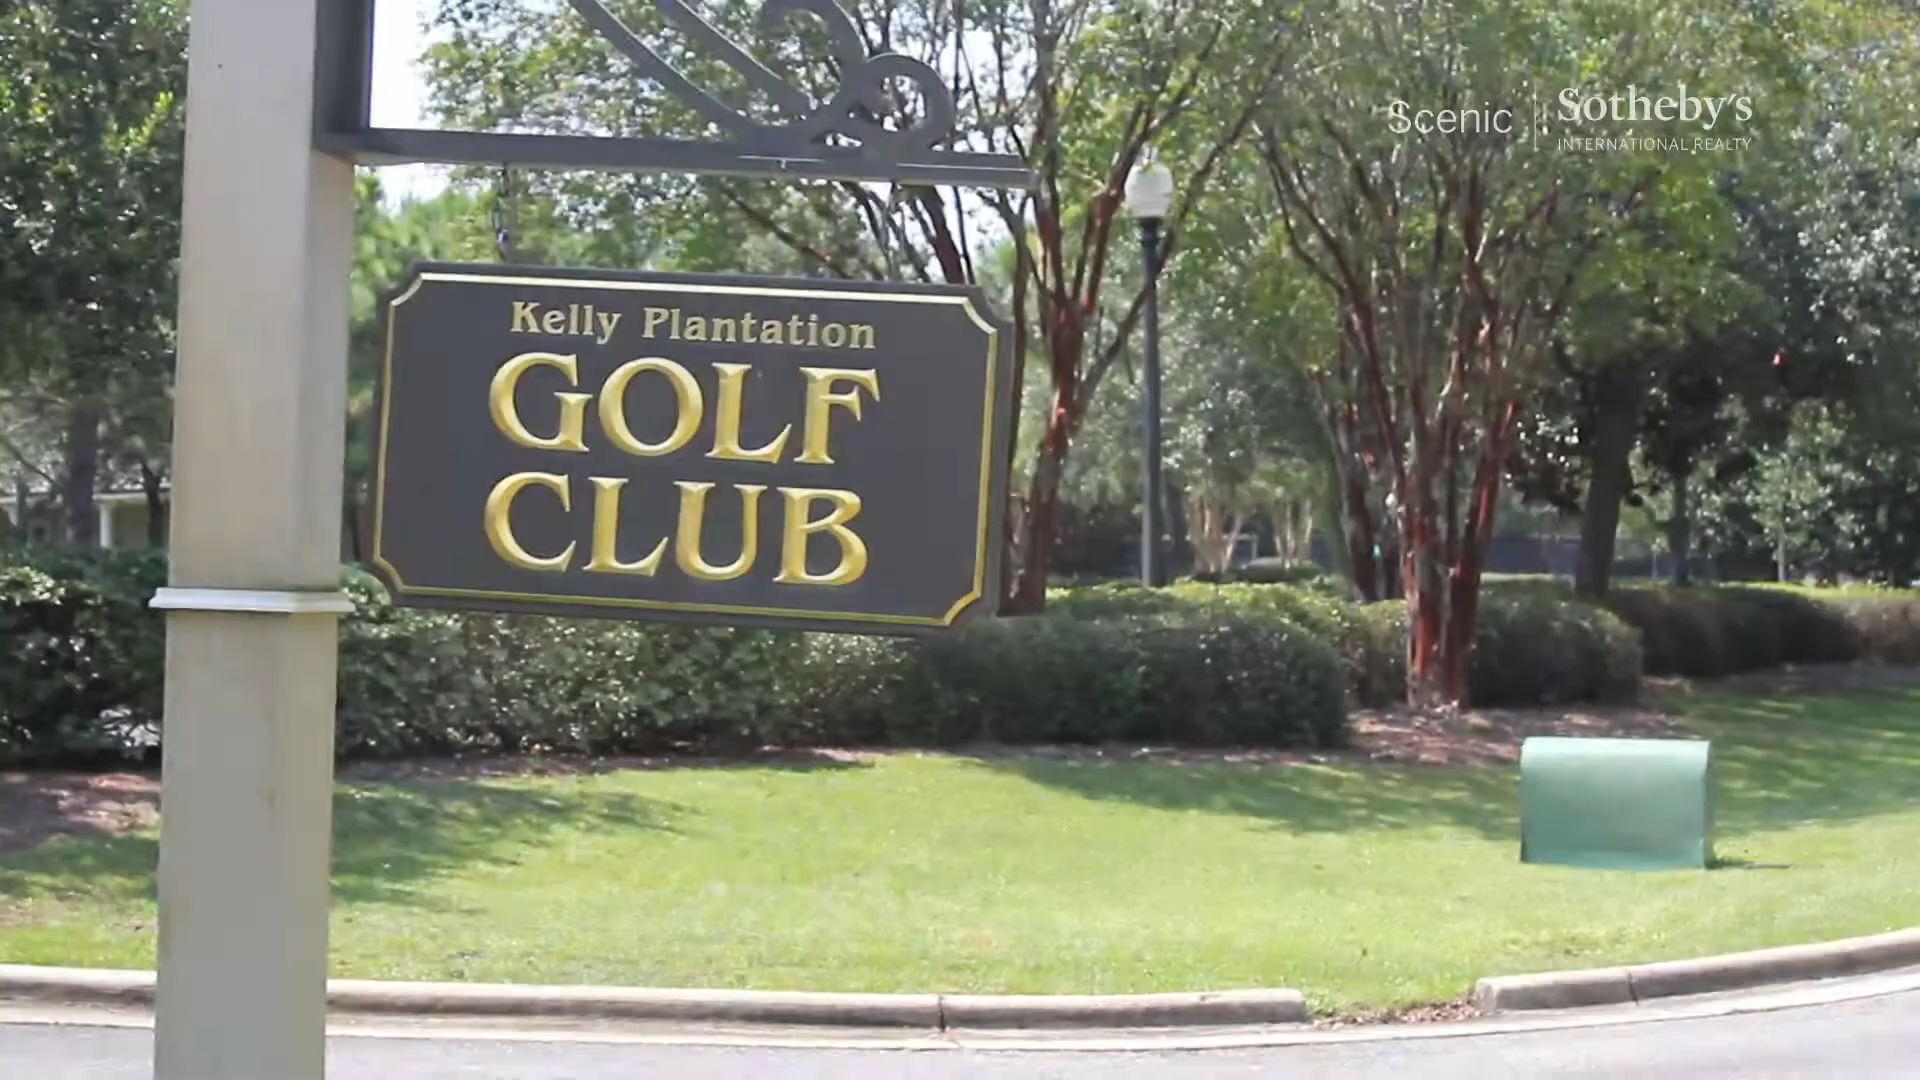 Scenic
Sotheby's
INTERNATIONAL REALTY
Kelly Plantation
GOLF
CLUB